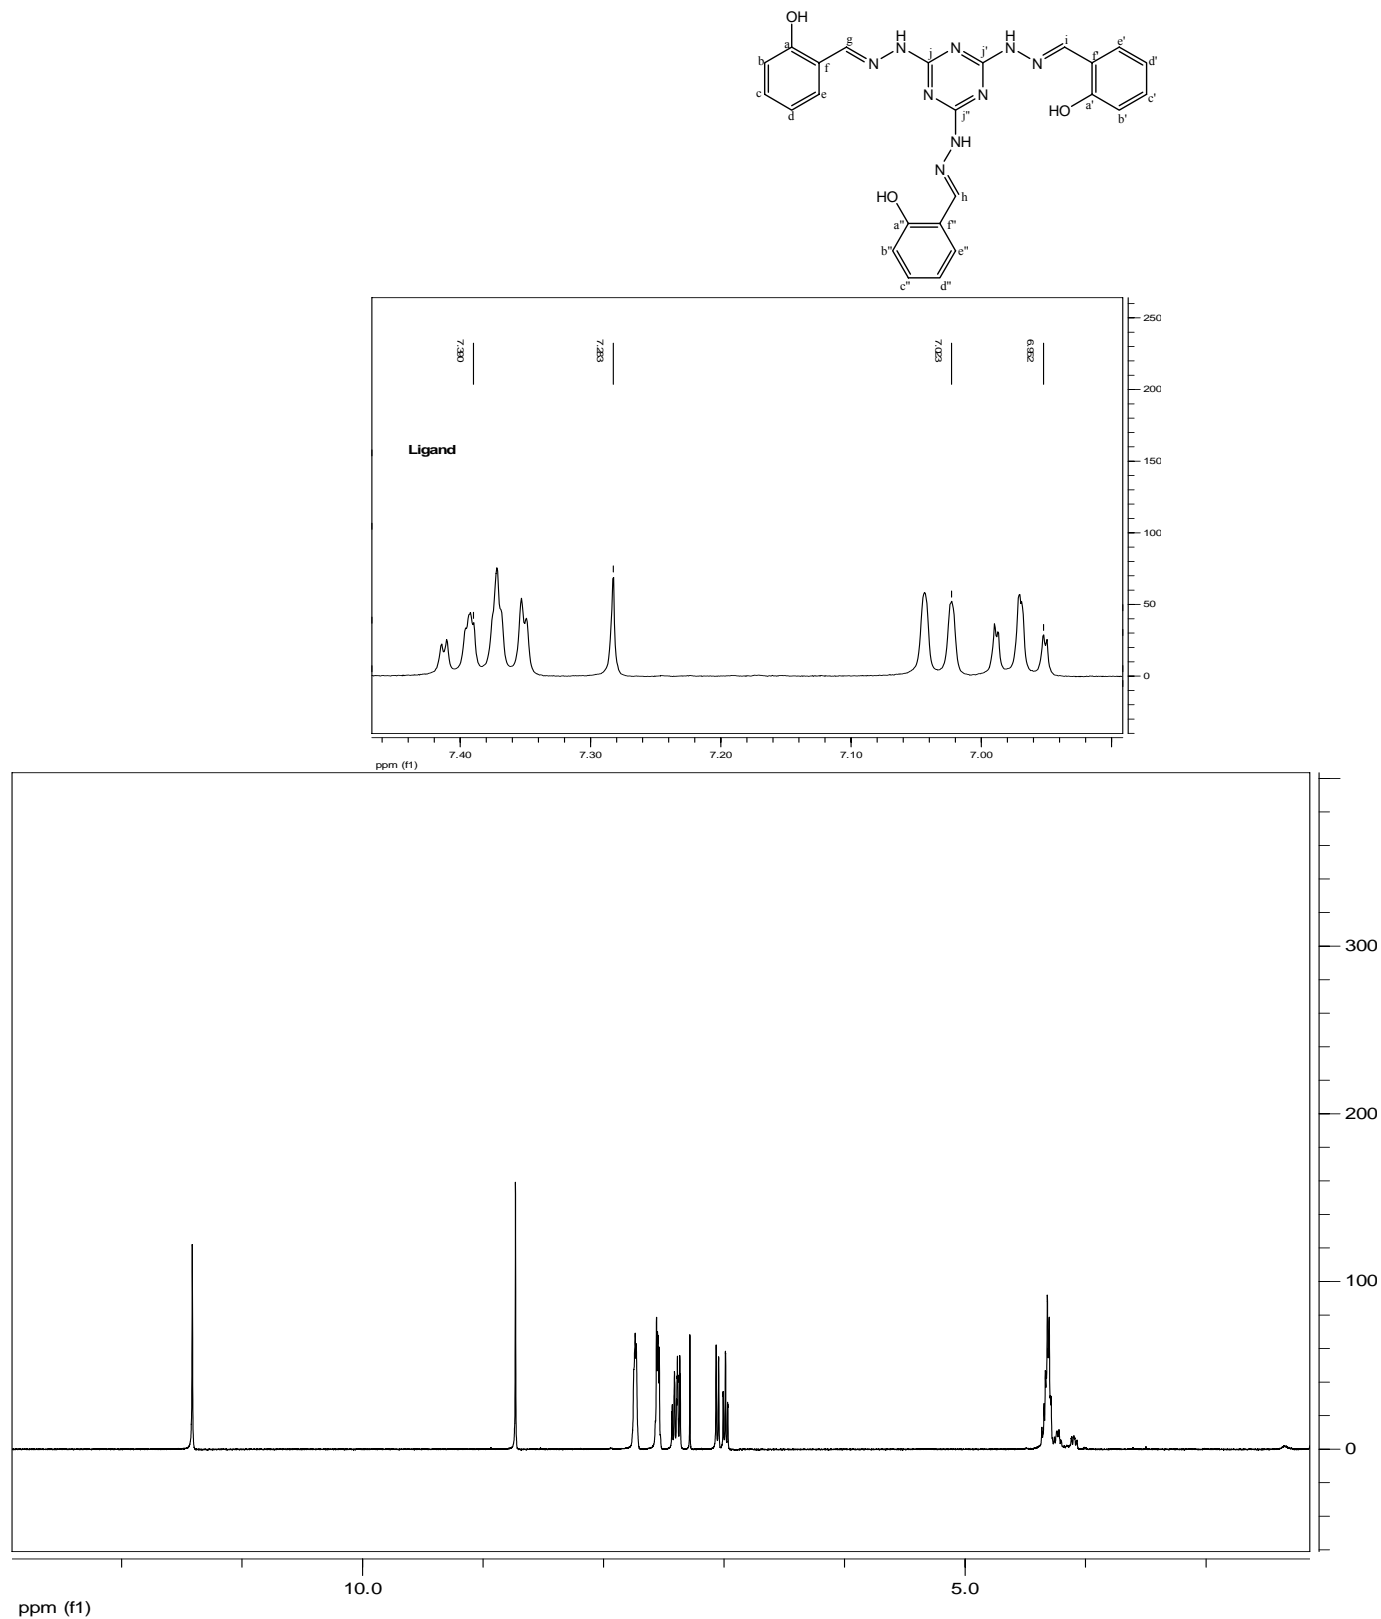 OH
a
b
c
d
e
f
g
N
H
N
j
N
j'
N
N
j"
H
N
N
i
f'
e'
d'
c'
b'
a'
HO
NH
N
h
HO
a"
f"
b"
e"
c"
d"
7.390
7.283
7.023
6.952
Ligand
250
200
150
100
50
0
7.40
7.30
7.20
7.10
7.00
ppm (f1)
300
200
100
0
10.0
5.0
ppm (f1)